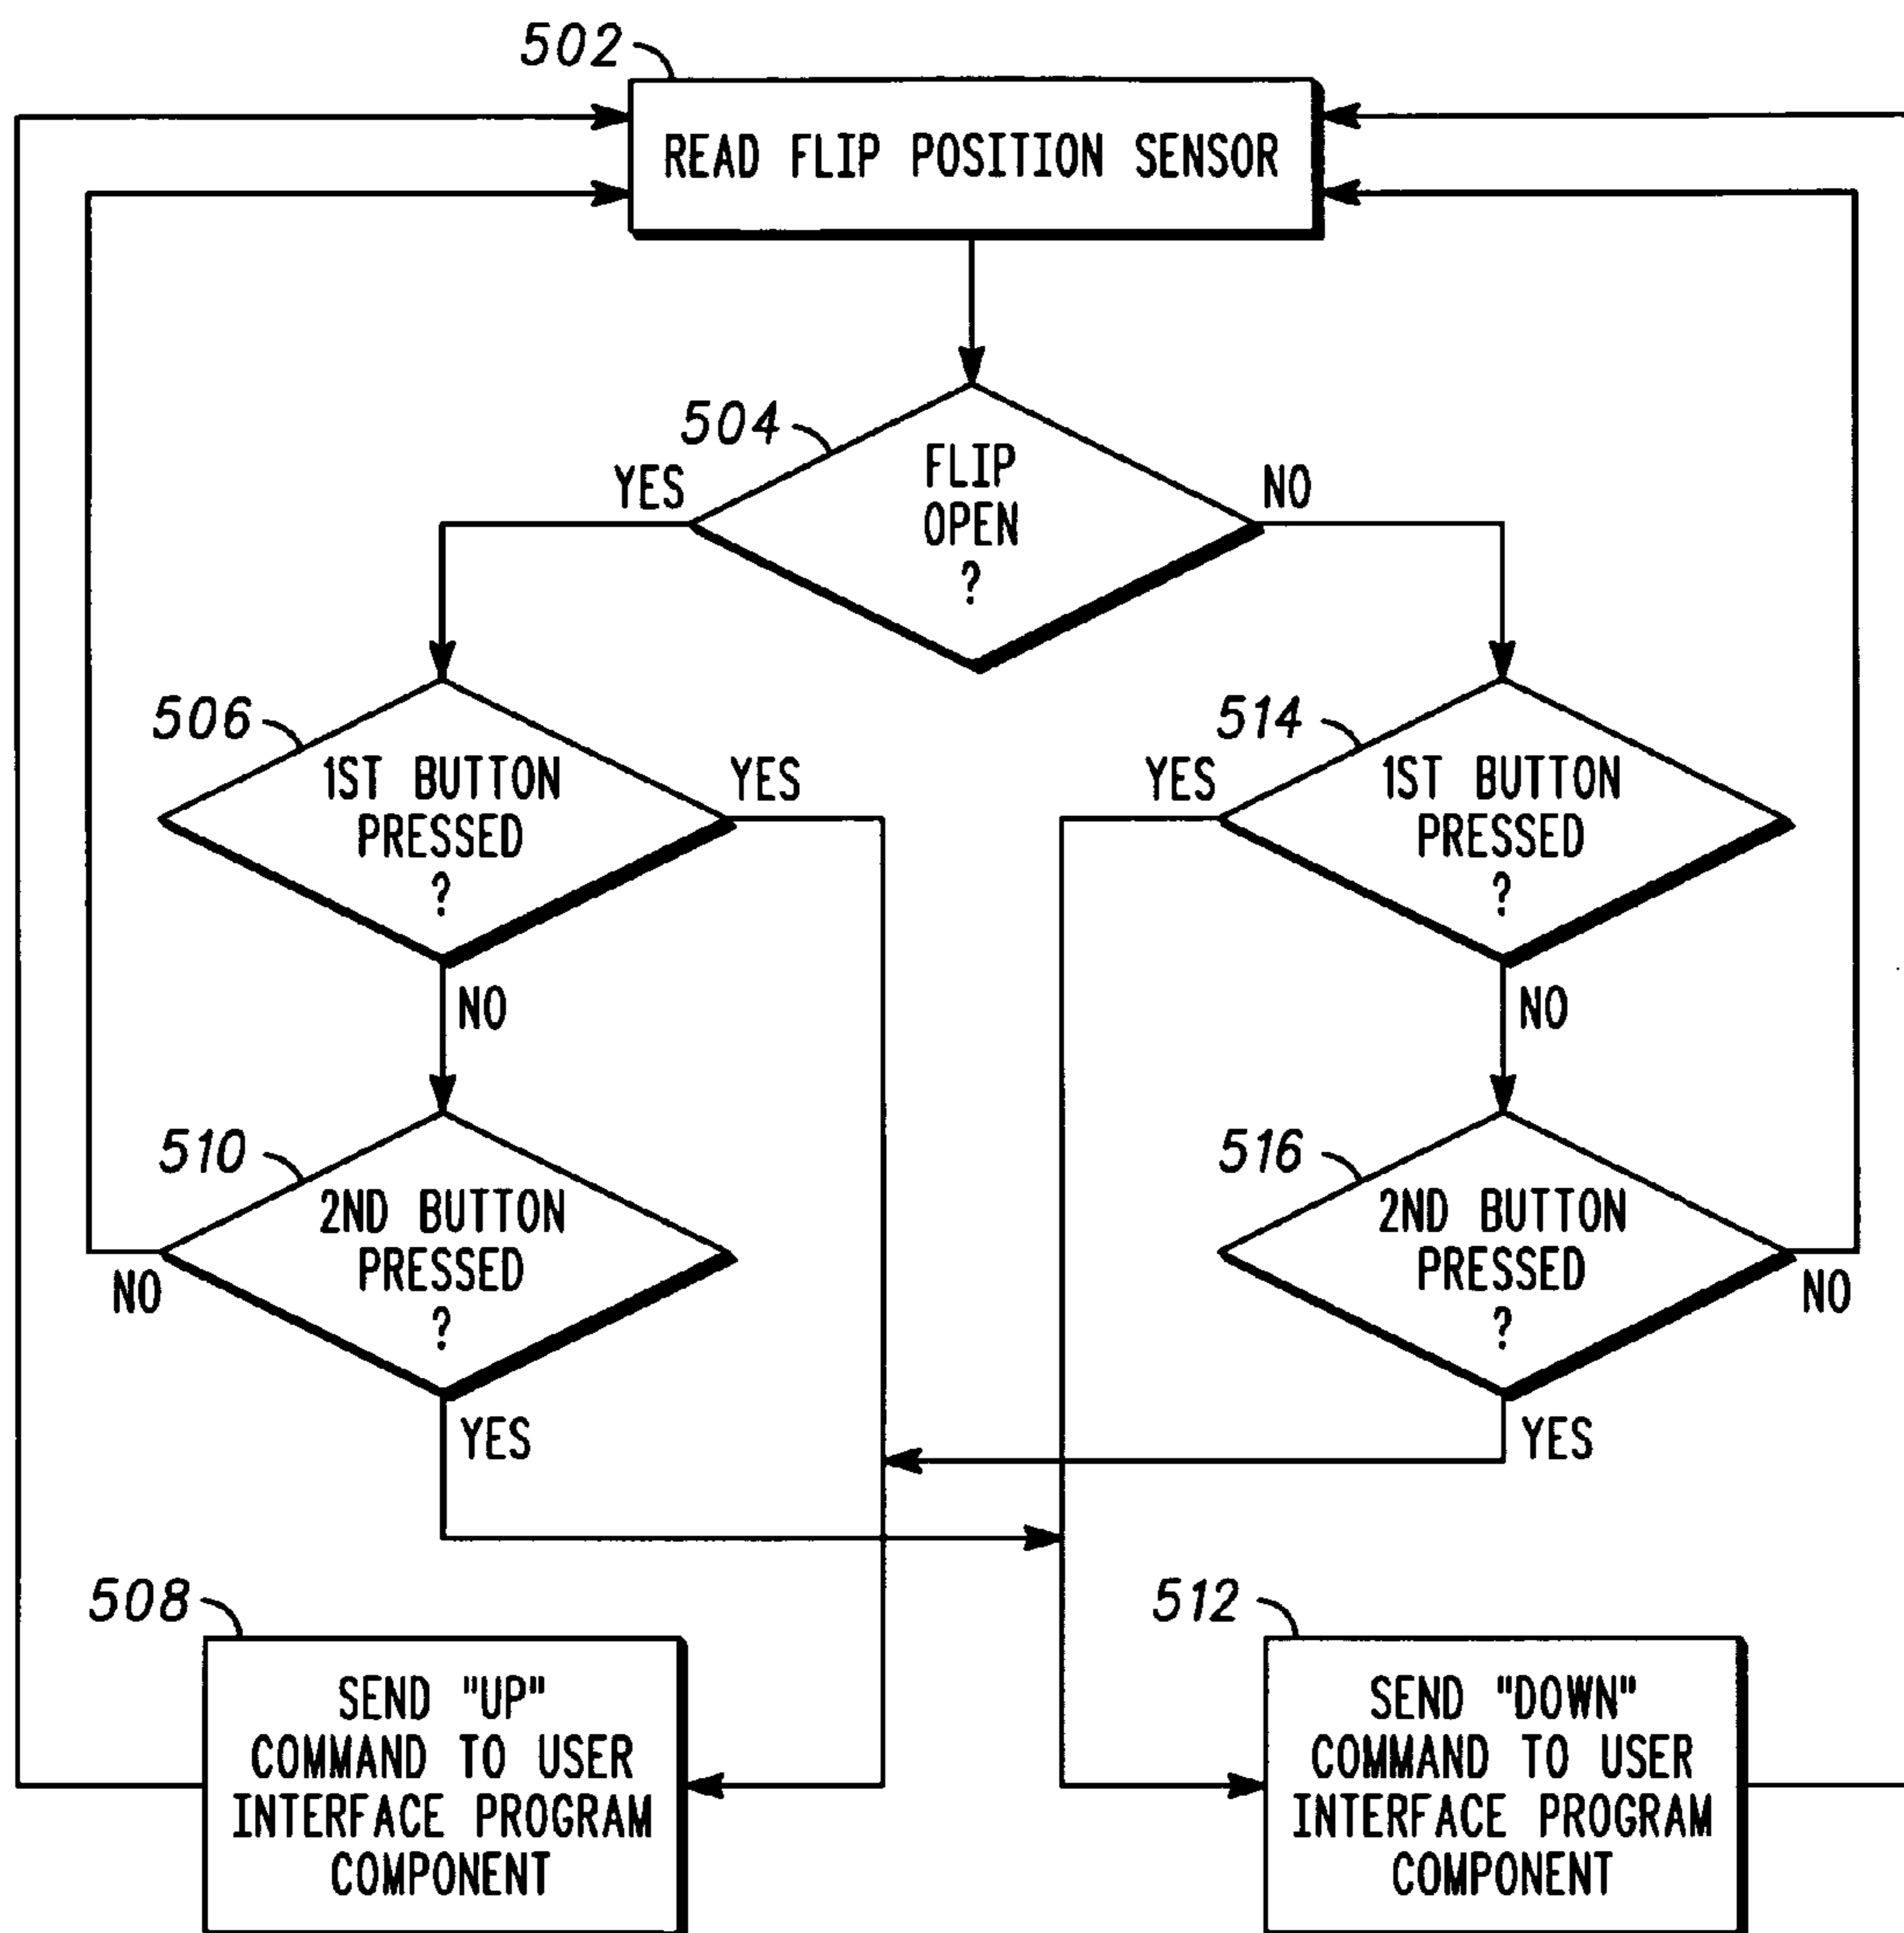 502
READ FLIP POSITION SENSOR
504
YES
FLIP
OPEN
?
NO
506
1ST BUTTON
PRESSED
?
YES
NO
514
YES
1ST BUTTON
PRESSED
?
NO
510
2ND BUTTON
PRESSED
?
NO
YES
516
2ND BUTTON
PRESSED
?
NO
YES
508
SEND "UP"
COMMAND TO USER
INTERFACE PROGRAM
COMPONENT
512
SEND "DOWN"
COMMAND TO USER
INTERFACE PROGRAM
COMPONENT